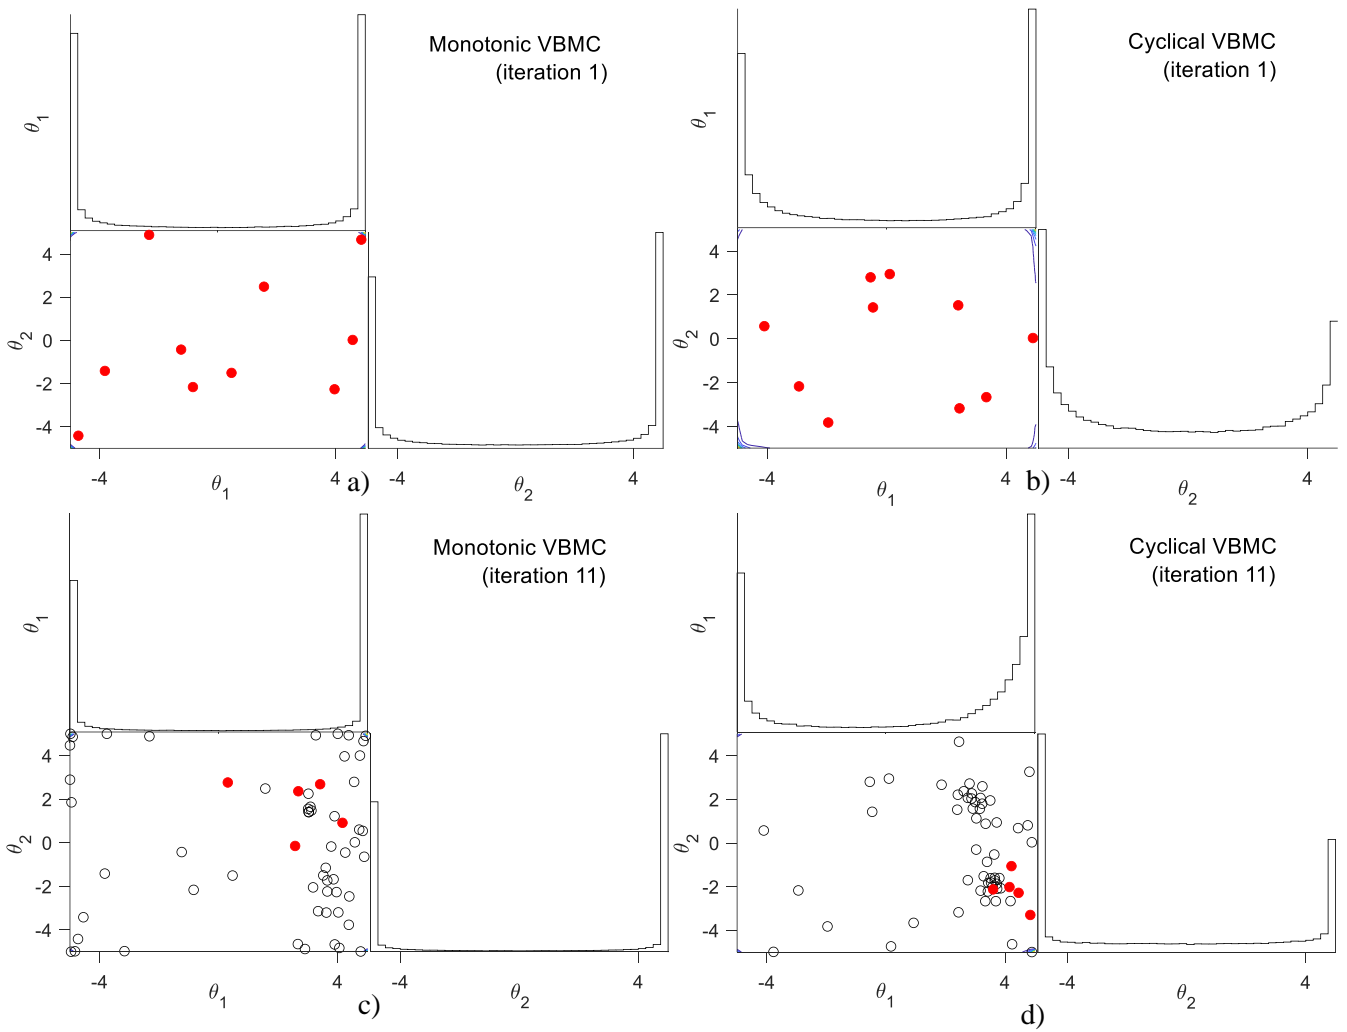 Monotonic VBMC
(iteration 1)
θ1
4
2
0
-2
-4
θ2
-4
4
θ1
a)
-4
4
θ2
Cyclical VBMC
(iteration 1)
θ1
4
2
0
-2
-4
θ2
-4
4
θ1
b)
-4
4
θ2
Monotonic VBMC
(iteration 11)
θ1
4
2
0
-2
-4
θ2
-4
4
θ1
c)
-4
4
θ2
Cyclical VBMC
(iteration 11)
θ1
4
2
0
-2
-4
θ2
-4
4
θ1
d)
-4
4
θ2